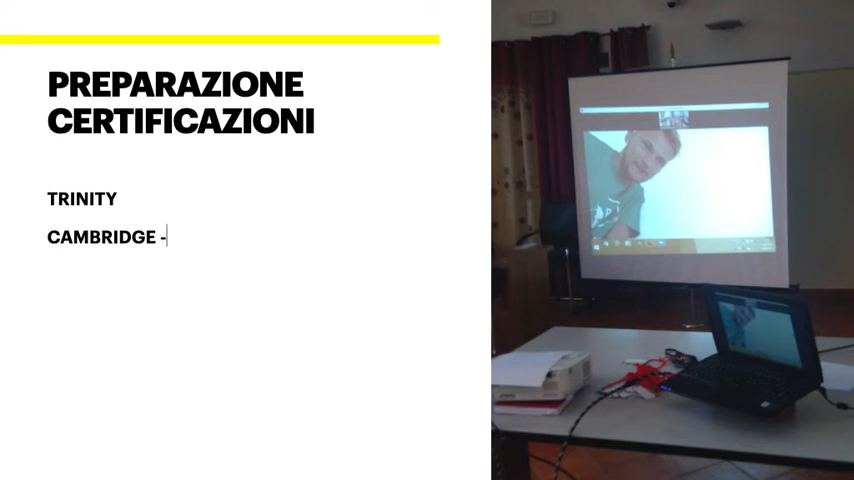 PREPARAZIONE
CERTIFICAZIONI
TRINITY
CAMBRIDGE -